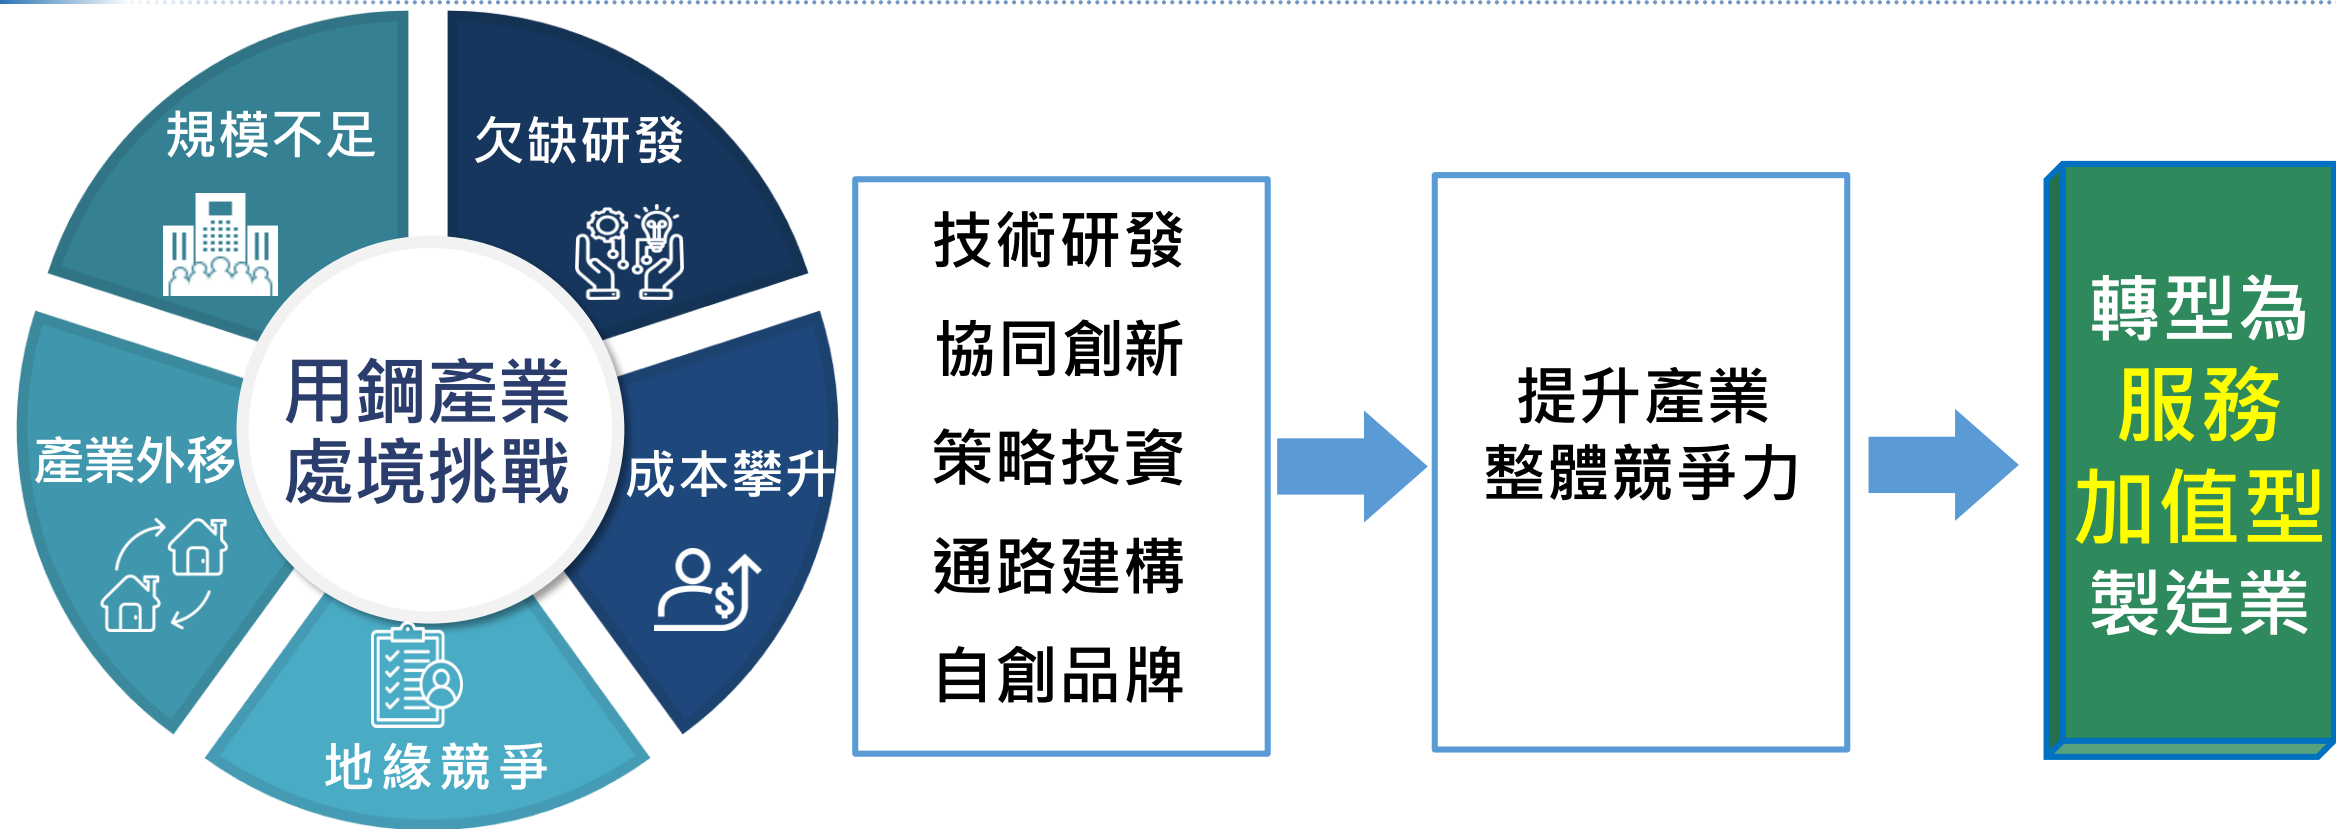 規模不足
欠缺研發
用鋼產業
處境挑戰
產業外移
成本攀升
$
地緣競爭
技術研發
協同創新
策略投資
通路建構
自創品牌
提升產業
整體競爭力
轉型為
服務
加值型
製造業